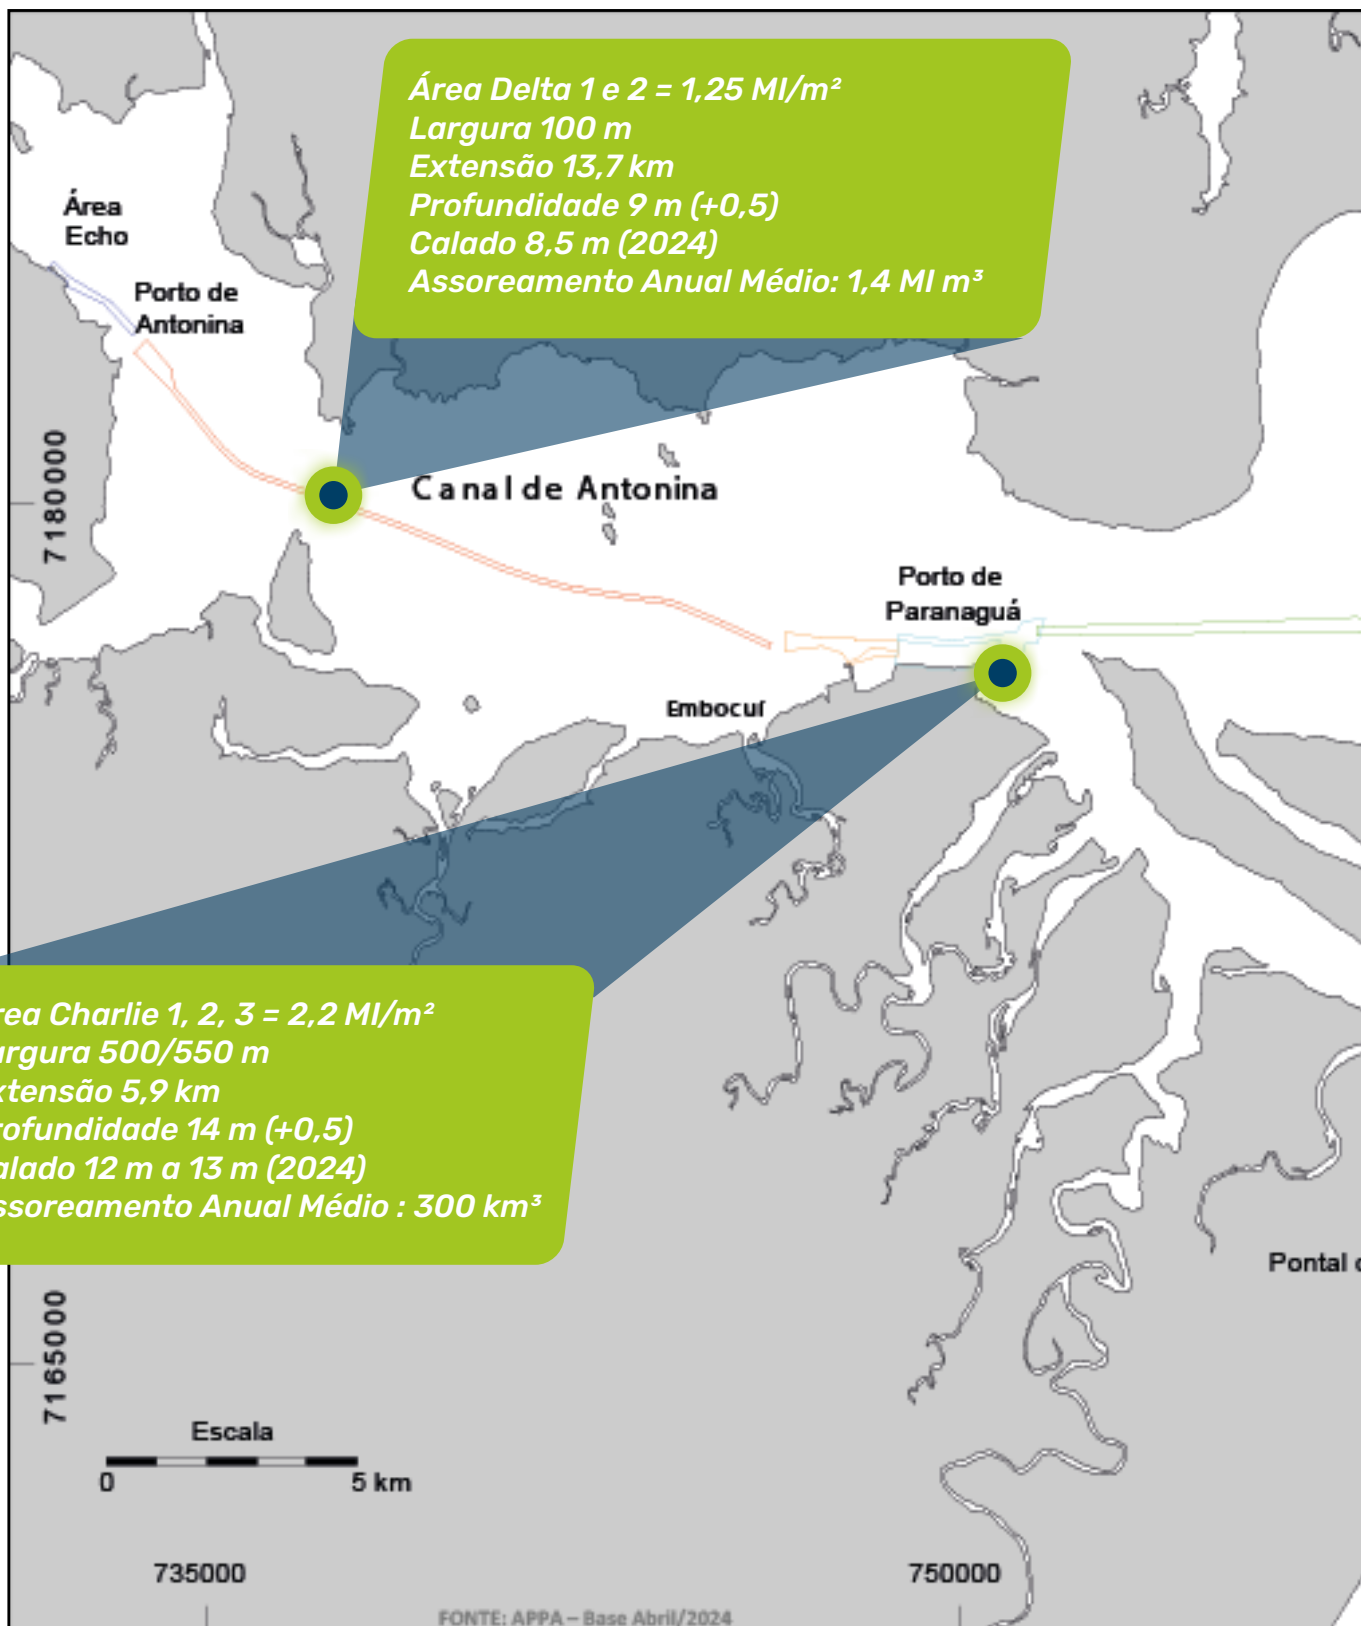 Área Delta 1 e 2 = 1,25 MI/m²
Largura 100 m
Extensão 13,7 km
Profundidade 9 m (+0,5)
Calado 8,5 m (2024)
Assoreamento Anual Médio: 1,4 MI m³
Área
Echo
Porto de
Antonina
7180000
Canal de Antonina
Porto de
Paranaguá
Embocuí
rea Charlie 1, 2, 3 = 2,2 MI/m²
argura 500/550 m
xtensão 5,9 km
rofundidade 14 m (+0,5)
alado 12 m a 13 m (2024)
ssoreamento Anual Médio : 300 km³
Pontal
7165000
Escala
0 5 km
735000 750000
FONTE: APPA – Base Abril/2024